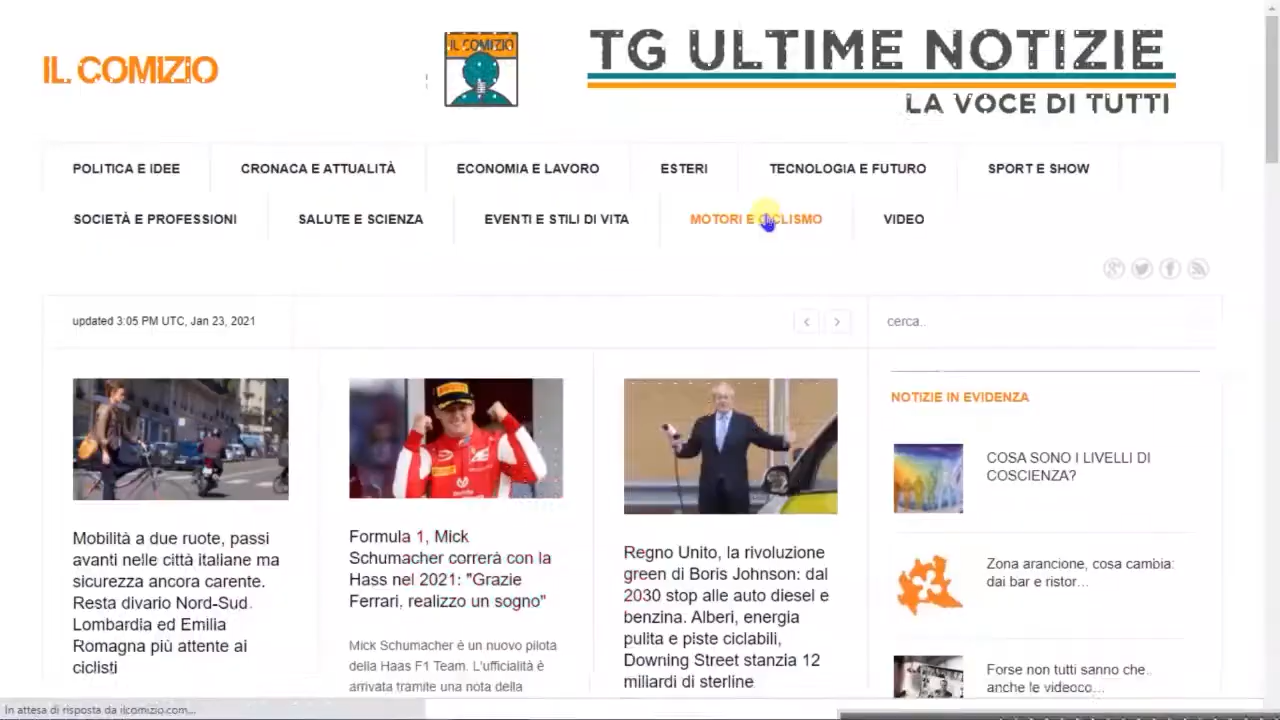 IL COMIZIO
IL COMIZIO
TG ULTIME NOTIZIE
LA VOCE DI TUTTI
POLITICA E IDEE CRONACA E ATTUALITÀ ECONOMIA E LAVORO ESTERI TECNOLOGIA E FUTURO SPORT E SHOW
SOCIETÀ E PROFESSIONI SALUTE E SCIENZA EVENTI E STILI DI VITA MOTORI E CICLISMO VIDEO
updated 3:05 PM UTC, Jan 23, 2021
cerca..
Mobilità a due ruote, passi
avanti nelle città italiane ma
sicurezza ancora carente.
Resta divario Nord-Sud.
Lombardia ed Emilia
Romagna più attente ai
ciclisti
Formula 1, Mick
Schumacher correrà con la
Hass nel 2021: "Grazie
Ferrari, realizzo un sogno"
Mick Schumacher è un nuovo pilota
della Haas F1 Team. L'ufficialità è
arrivata tramite una nota della
Regno Unito, la rivoluzione
green di Boris Johnson: dal
2030 stop alle auto diesel e
benzina. Alberi, energia
pulita e piste ciclabili,
Downing Street stanzia 12
miliardi di sterline
NOTIZIE IN EVIDENZA
COSA SONO I LIVELLI DI
COSCIENZA?
Zona arancione, cosa cambia:
dai bar e ristor...
Forse non tutti sanno che..
anche le videoco...
In attesa di risposta da ilcomizio.com...